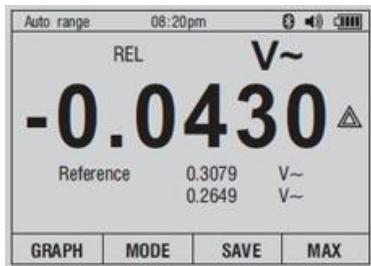 Auto range 08:20pm
REL V~
-0.0430
Reference 0.3079 V~
0.2649 V~
GRAPH MODE SAVE MAX